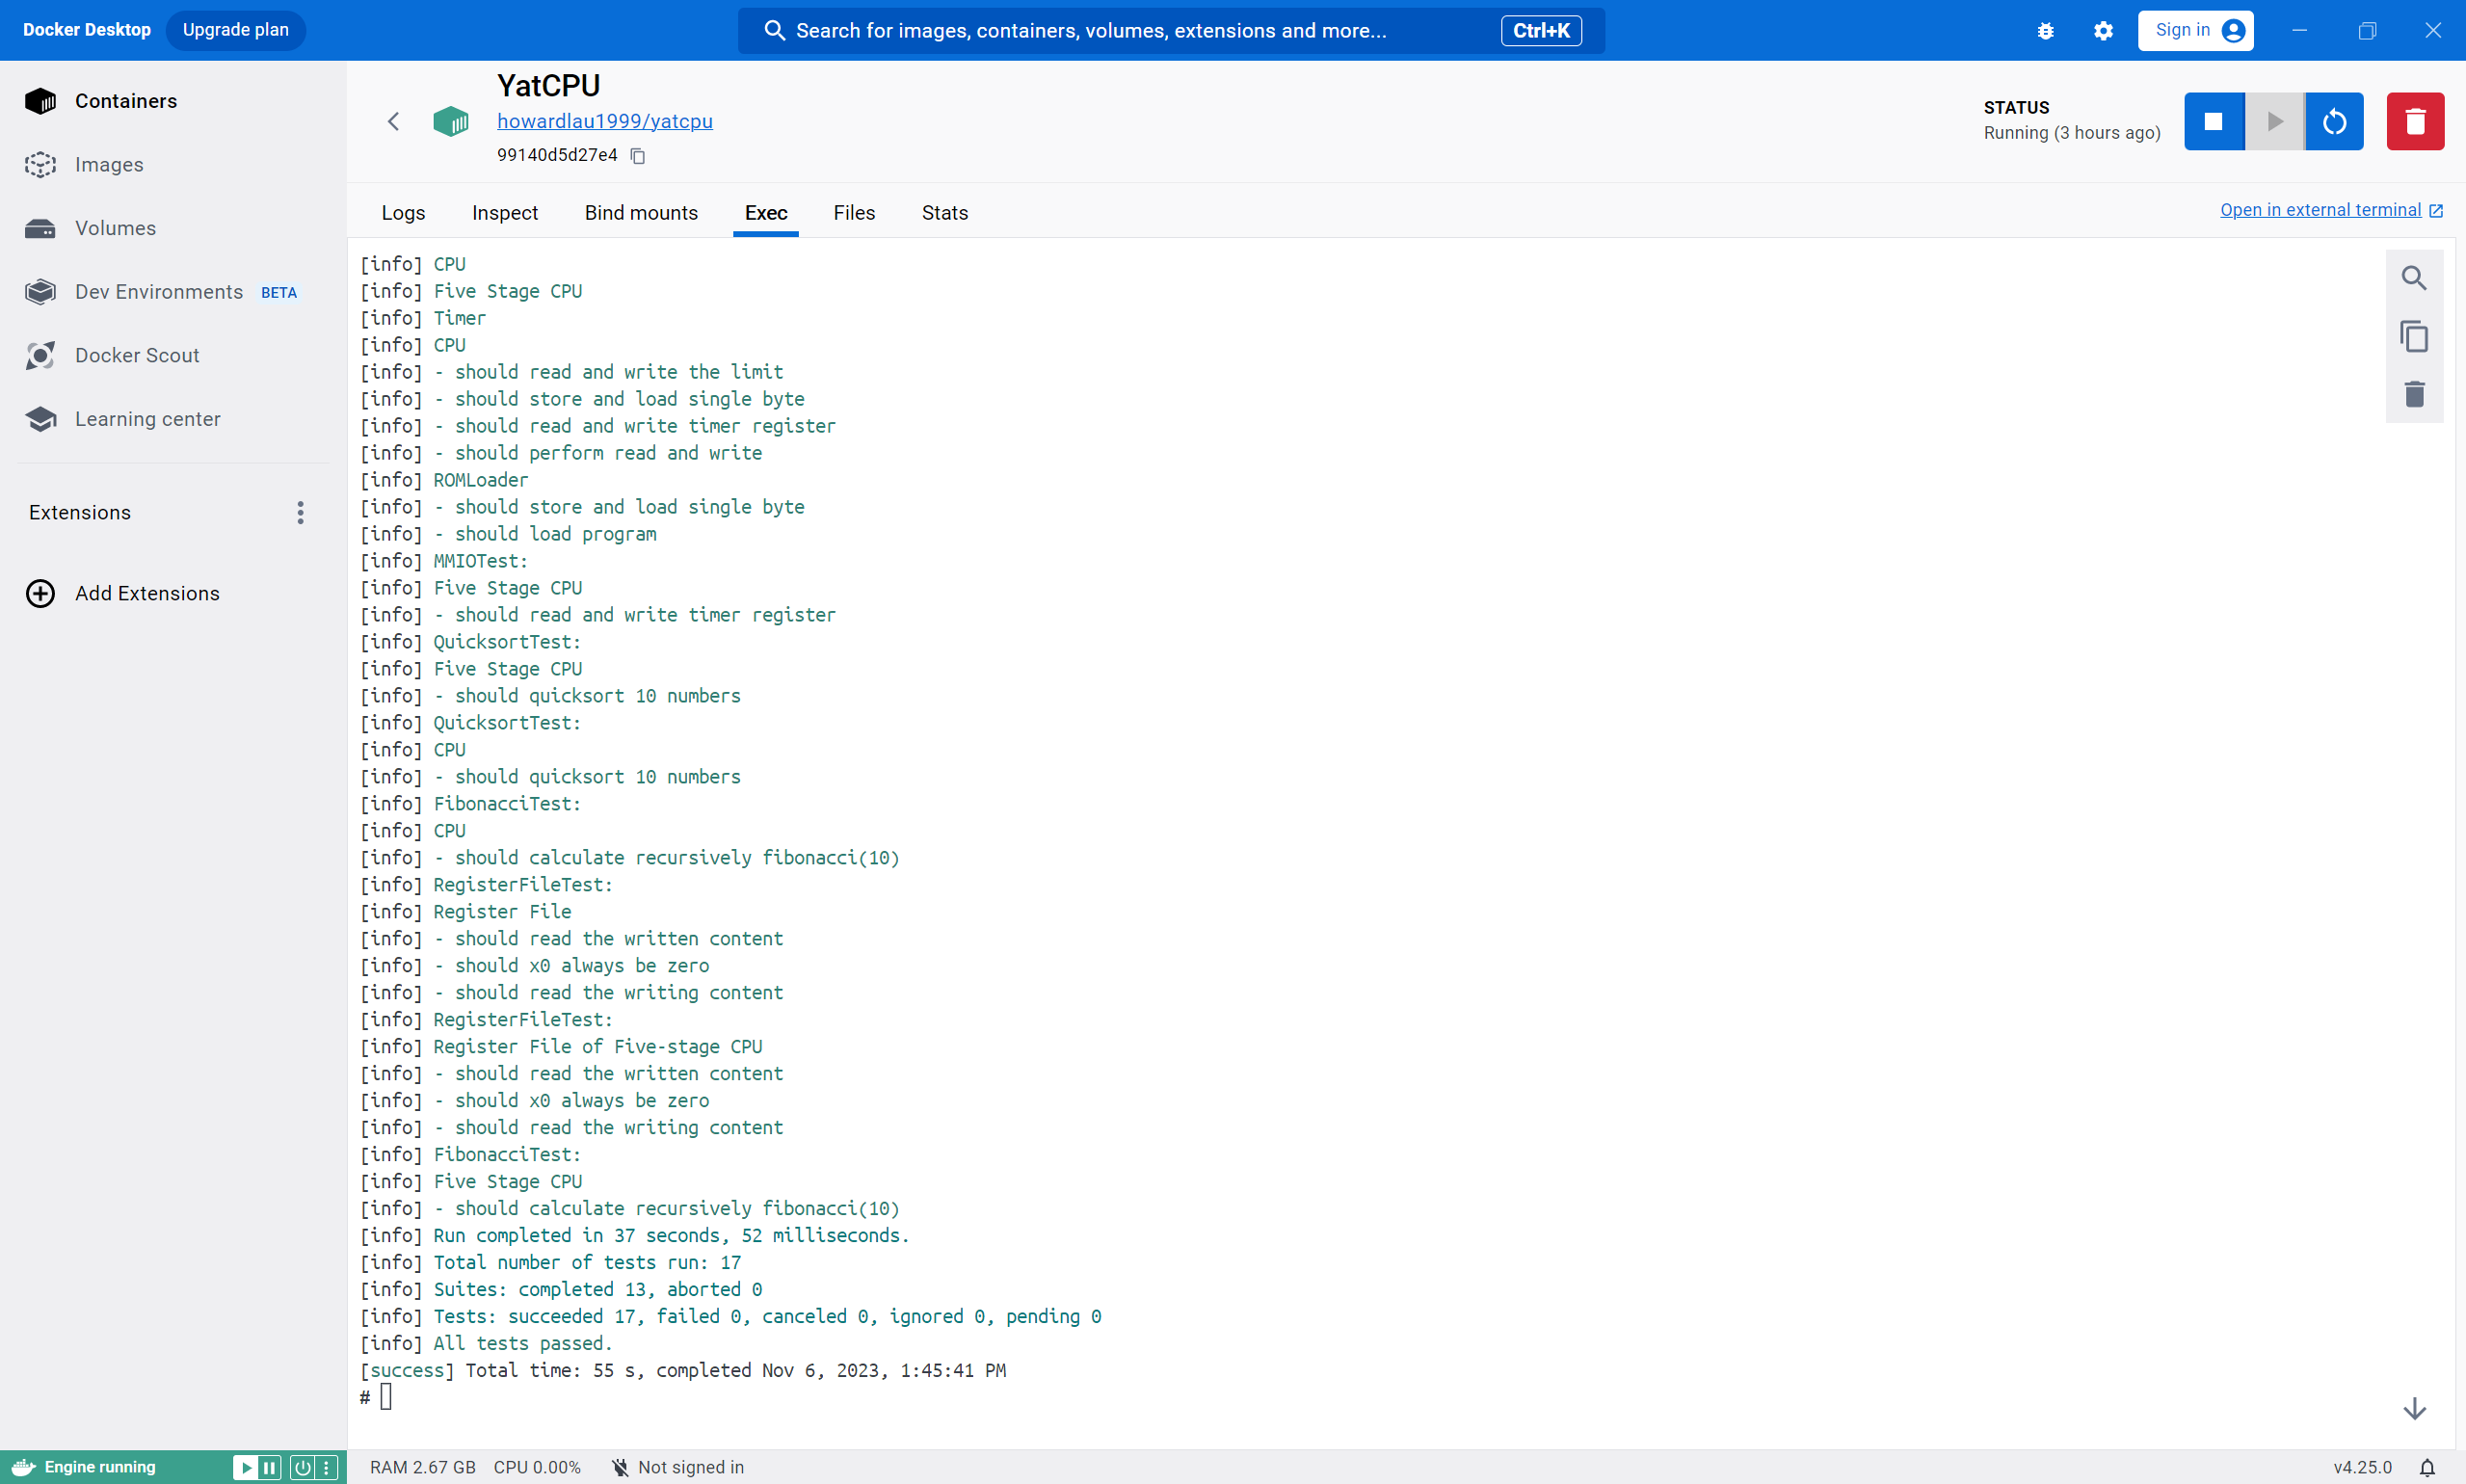 Docker Desktop Upgrade plan Search for images, containers, volumes, extensions and more... Ctrl+K Sign in
Containers
Images
Volumes
Dev Environments BETA
Docker Scout
Learning center
Extensions
Add Extensions
YatCPU
howardlau1999/yatcpu
99140d5d27e4
STATUS
Running (3 hours ago)
Logs Inspect Bind mounts Exec Files Stats Open in external terminal
[info] CPU
[info] Five Stage CPU
[info] Timer
[info] CPU
[info] - should read and write the limit
[info] - should store and load single byte
[info] - should read and write timer register
[info] - should perform read and write
[info] ROMLoader
[info] - should store and load single byte
[info] - should load program
[info] MMIOTest:
[info] Five Stage CPU
[info] - should read and write timer register
[info] QuicksortTest:
[info] Five Stage CPU
[info] - should quicksort 10 numbers
[info] QuicksortTest:
[info] CPU
[info] - should quicksort 10 numbers
[info] FibonacciTest:
[info] CPU
[info] - should calculate recursively fibonacci(10)
[info] RegisterFileTest:
[info] Register File
[info] - should read the written content
[info] - should x0 always be zero
[info] - should read the writing content
[info] RegisterFileTest:
[info] Register File of Five-stage CPU
[info] - should read the written content
[info] - should x0 always be zero
[info] - should read the writing content
[info] FibonacciTest:
[info] Five Stage CPU
[info] - should calculate recursively fibonacci(10)
[info] Run completed in 37 seconds, 52 milliseconds.
[info] Total number of tests run: 17
[info] Suites: completed 13, aborted 0
[info] Tests: succeeded 17, failed 0, canceled 0, ignored 0, pending 0
[info] All tests passed.
[success] Total time: 55 s, completed Nov 6, 2023, 1:45:41 PM
#
Engine running RAM 2.67 GB CPU 0.00% Not signed in v4.25.0